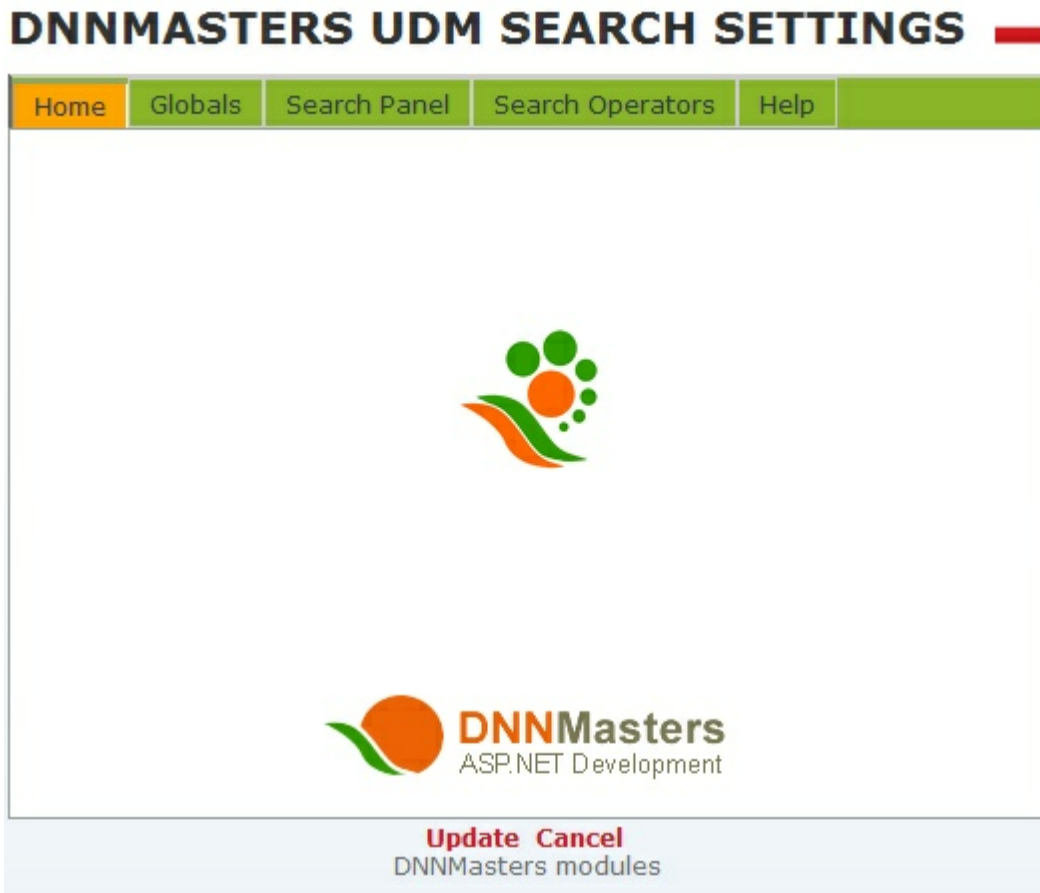 DNNMASTERS UDM SEARCH SETTINGS
Home Globals Search Panel Search Operators Help
DNNMasters
ASP.NET Development
Update Cancel
DNNMasters modules